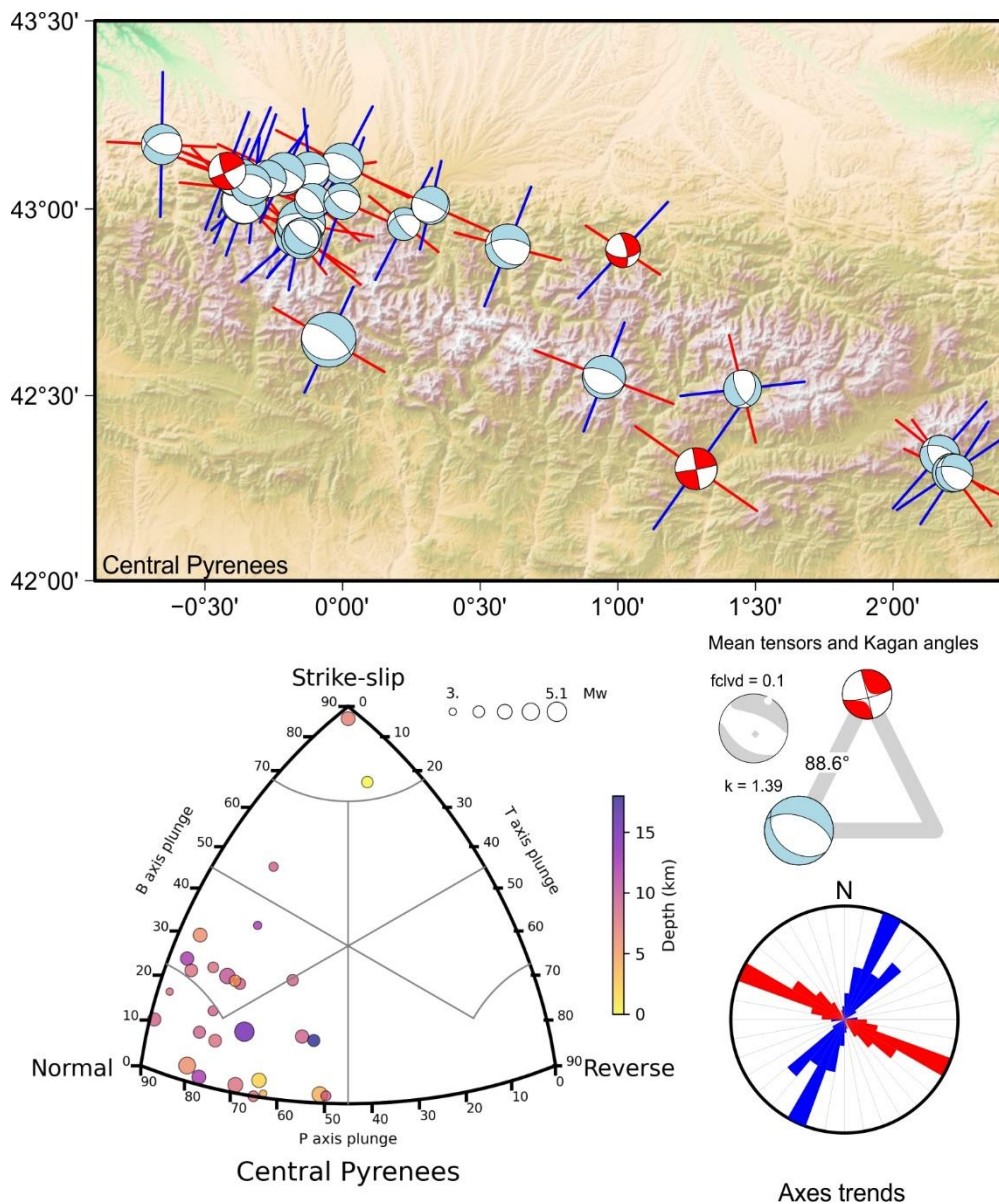 43°30'
43°00'
42°30'
42°00'
Central Pyrenees
−0°30' 0°00' 0°30' 1°00' 1°30' 2°00'
Mean tensors and Kagan angles
Strike-slip
fclvd = 0.1
3. 5.1 Mw
90 0
80 10
70 20
60 30
50 40
40 50
30 60
20 70
10 80
0 90
B axis plunge
T axis plunge
88.6°
k = 1.39
15
10
5
0
Depth (km)
N
Normal
Reverse
90 80 70 60 50 40 30 20 10 0
P axis plunge
Central Pyrenees
Axes trends